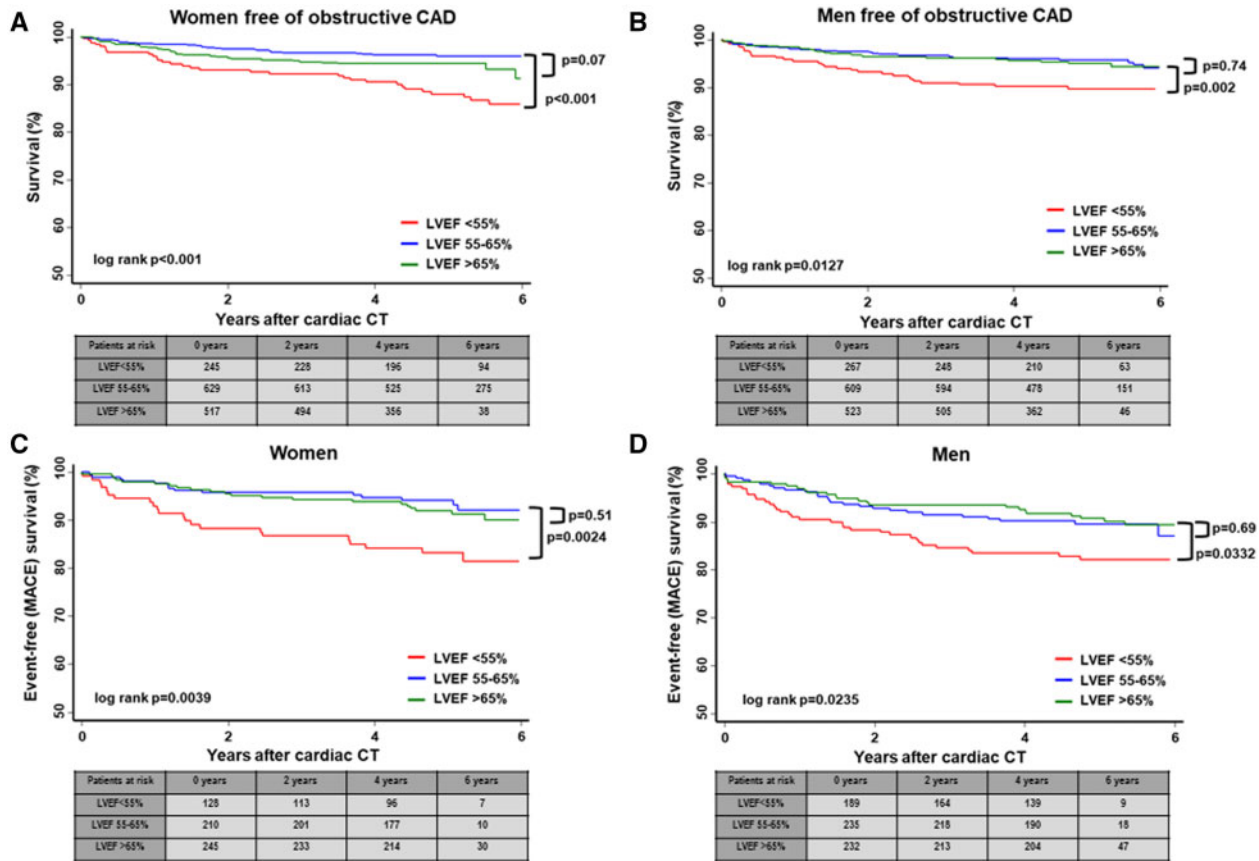 A
Women free of obstructive CAD
Survival (%)
100
90
80
70
60
50
p=0.07
p<0.001
LVEF <55%
LVEF 55-65%
LVEF >65%
log rank p<0.001
0 2 4 6
Years after cardiac CT
Patients at risk 0 years 2 years 4 years 6 years
LVEF<55% 245 228 196 94
LVEF 55-65% 629 613 525 275
LVEF >65% 517 494 356 38
B
Men free of obstructive CAD
Survival (%)
100
90
80
70
60
50
p=0.74
p=0.002
LVEF <55%
LVEF 55-65%
LVEF >65%
log rank p=0.0127
0 2 4 6
Years after cardiac CT
Patients at risk 0 years 2 years 4 years 6 years
LVEF<55% 267 248 210 63
LVEF 55-65% 609 594 478 151
LVEF >65% 523 505 362 46
C
Women
Event-free (MACE) survival (%)
100
90
80
70
60
50
p=0.51
p=0.0024
LVEF <55%
LVEF 55-65%
LVEF >65%
log rank p=0.0039
0 2 4 6
Years after cardiac CT
Patients at risk 0 years 2 years 4 years 6 years
LVEF<55% 128 113 96 7
LVEF 55-65% 210 201 177 10
LVEF >65% 245 233 214 30
D
Men
Event-free (MACE) survival (%)
100
90
80
70
60
50
p=0.69
p=0.0332
LVEF <55%
LVEF 55-65%
LVEF >65%
log rank p=0.0235
0 2 4 6
Years after cardiac CT
Patients at risk 0 years 2 years 4 years 6 years
LVEF<55% 189 164 139 9
LVEF 55-65% 235 218 190 18
LVEF >65% 232 213 204 47